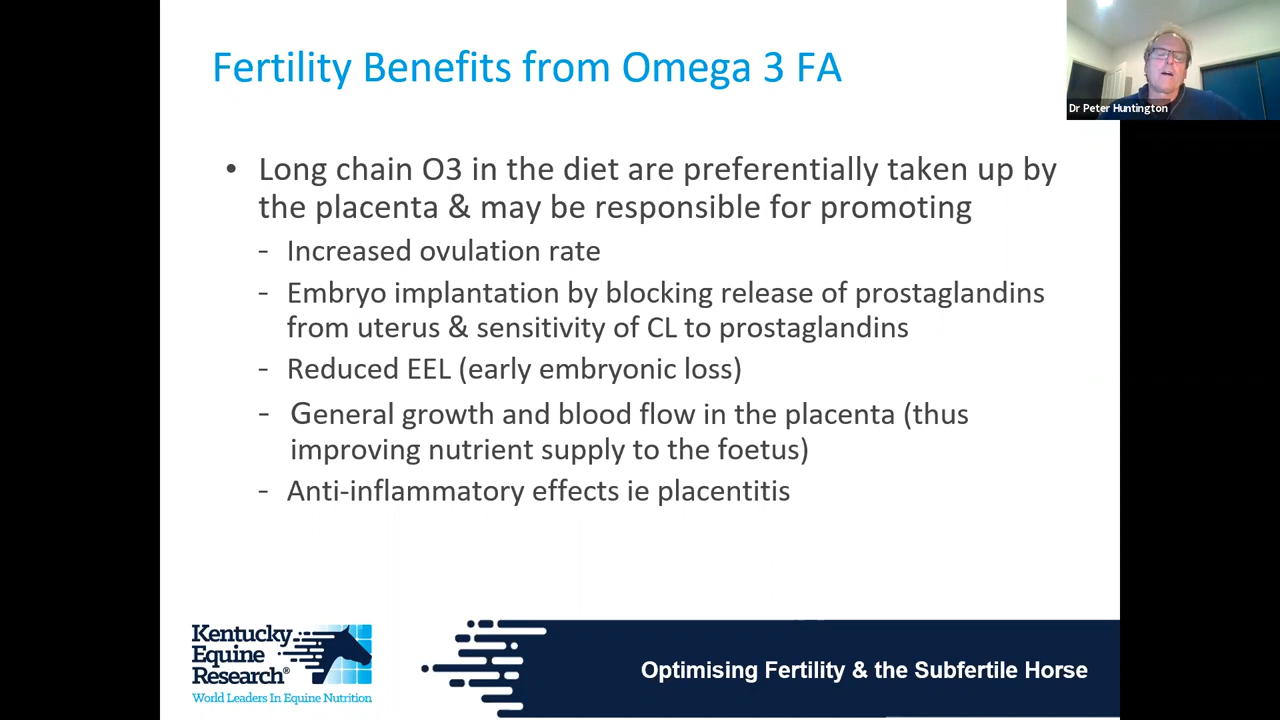 Fertility Benefits from Omega 3 FA
Dr Peter Huntington
• Long chain O3 in the diet are preferentially taken up by
the placenta & may be responsible for promoting
- Increased ovulation rate
- Embryo implantation by blocking release of prostaglandins
from uterus & sensitivity of CL to prostaglandins
- Reduced EEL (early embryonic loss)
- General growth and blood flow in the placenta (thus
improving nutrient supply to the foetus)
- Anti-inflammatory effects ie placentitis
Kentucky
Equine
Research®
World Leaders In Equine Nutrition
Optimising Fertility & the Subfertile Horse